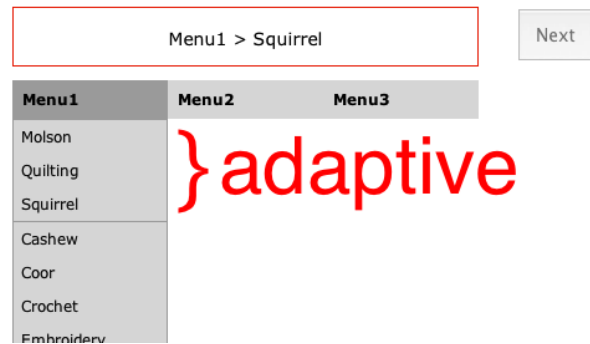 Menu1 > Squirrel
Next
Menu1 Menu2 Menu3
Molson
Quilting
Squirrel
} adaptive
Cashew
Coor
Crochet
Embroidery